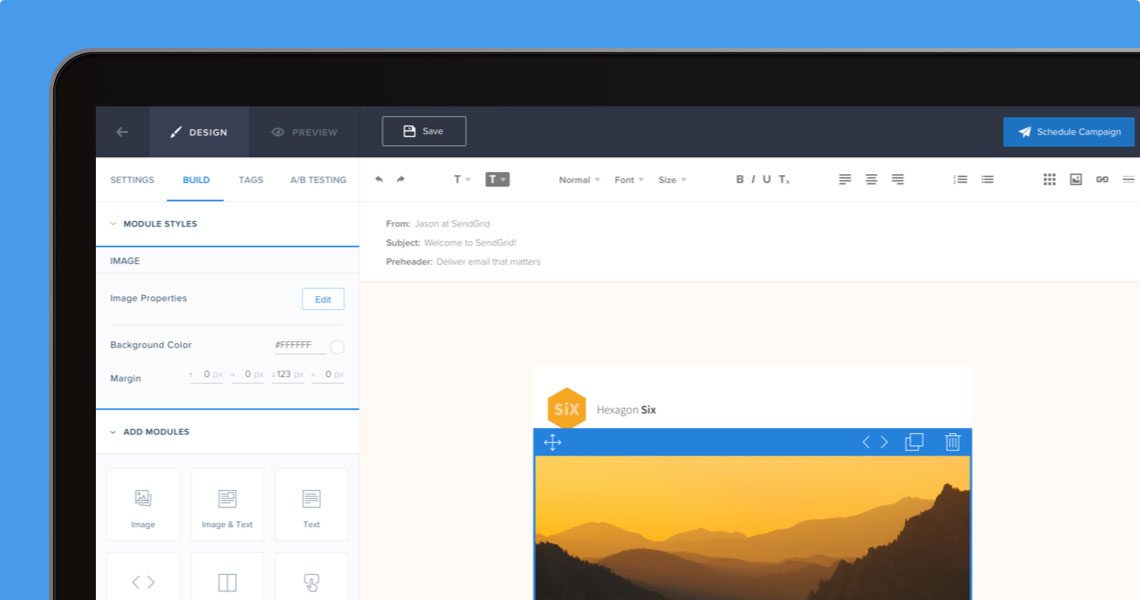 DESIGN PREVIEW Save Schedule Campaign
SETTINGS BUILD TAGS A/B TESTING T T Normal Font Size B I U Tx
MODULE STYLES
From: Jason at SendGrid
Subject: Welcome to SendGrid!
Preheader: Deliver email that matters
IMAGE
Image Properties Edit
Background Color #FFFFFF
Margin 0 px 0 px 123 px 0 px
ADD MODULES
SiX Hexagon Six
Image Image & Text Text